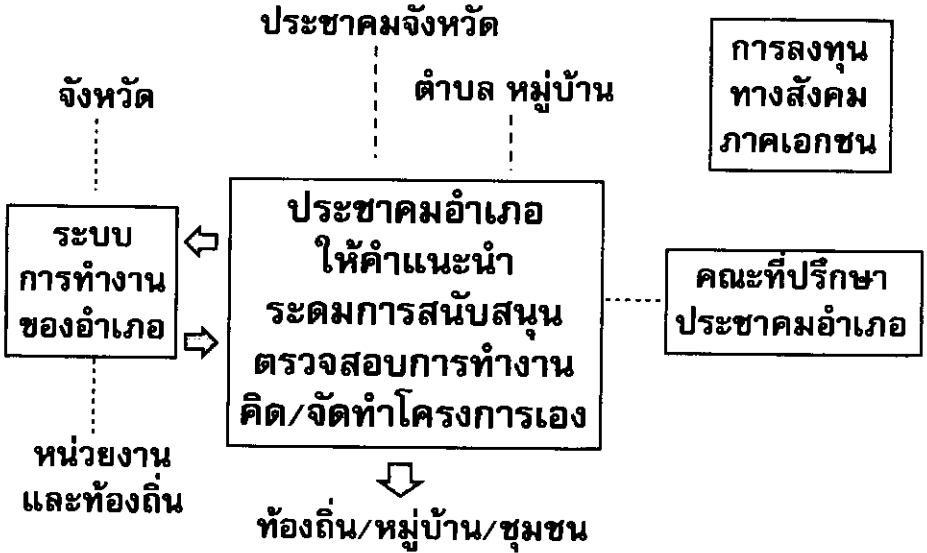 ประชาคมจังหวัด
การลงทุน
ทางสังคม
ภาคเอกชน
จังหวัด
ตำบล หมู่บ้าน
ระบบ
การทำงาน
ของอำเภอ
ประชาคมอำเภอ
ให้คำแนะนำ
ระดมการสนับสนุน
ตรวจสอบการทำงาน
คิด/จัดทำโครงการเอง
คณะที่ปรึกษา
ประชาคมอำเภอ
หน่วยงาน
และท้องถิ่น
ท้องถิ่น/หมู่บ้าน/ชุมชน